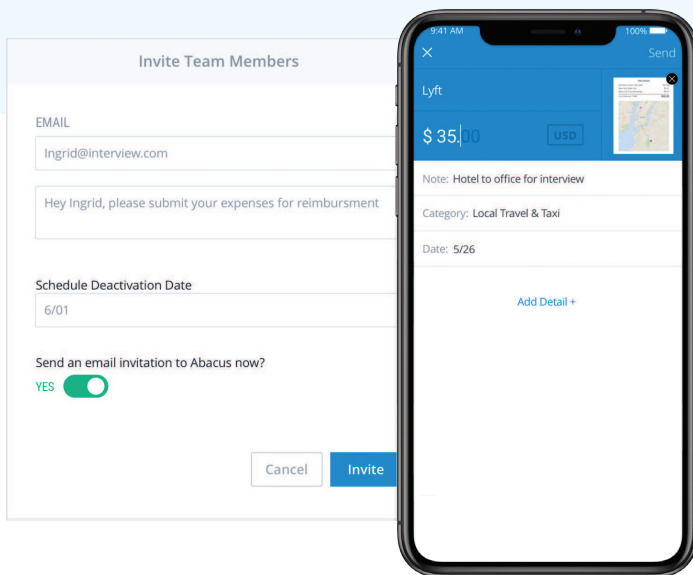 Invite Team Members
EMAIL
Ingrid@interview.com
Hey Ingrid, please submit your expenses for reimbursment
Schedule Deactivation Date
6/01
Send an email invitation to Abacus now?
YES
Cancel
Invite
9:41 AM
100%
Send
Lyft
$ 35.00
USD
Note: Hotel to office for interview
Category: Local Travel & Taxi
Date: 5/26
Add Detail +